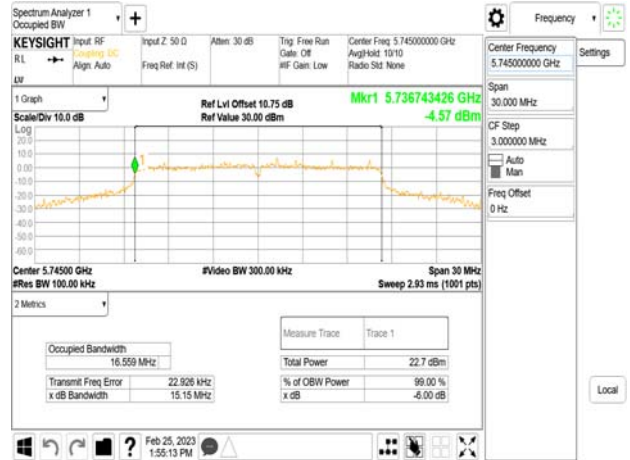 Spectrum Analyzer 1
Occupied BW
Frequency
KEYSIGHT
Input: RF
Input Z: 50 Ω
Atten: 30 dB
Trig: Free Run
Center Freq: 5.745000000 GHz
RL
Coupling: DC
Gate: Off
Avg|Hold: 10/10
Align: Auto
Freq Ref: Int (S)
#IF Gain: Low
Radio Std: None
Center Frequency
5.745000000 GHz
Settings
Span
30.000 MHz
CF Step
3.000000 MHz
Auto
Man
Freq Offset
0 Hz
1 Graph
Ref Lvl Offset 10.75 dB
Mkr1 5.736743426 GHz
Scale/Div 10.0 dB
Ref Value 30.00 dBm
-4.57 dBm
Log
20.0
10.0
0.00
-10.0
-20.0
-30.0
-40.0
-50.0
-60.0
1
Center 5.74500 GHz
#Video BW 300.00 kHz
Span 30 MHz
#Res BW 100.00 kHz
Sweep 2.93 ms (1001 pts)
2 Metrics
Measure Trace
Trace 1
Occupied Bandwidth
16.559 MHz
Total Power
22.7 dBm
Transmit Freq Error
22.926 kHz
% of OBW Power
99.00 %
x dB Bandwidth
15.15 MHz
x dB
-6.00 dB
Local
Feb 25, 2023
1:55:13 PM